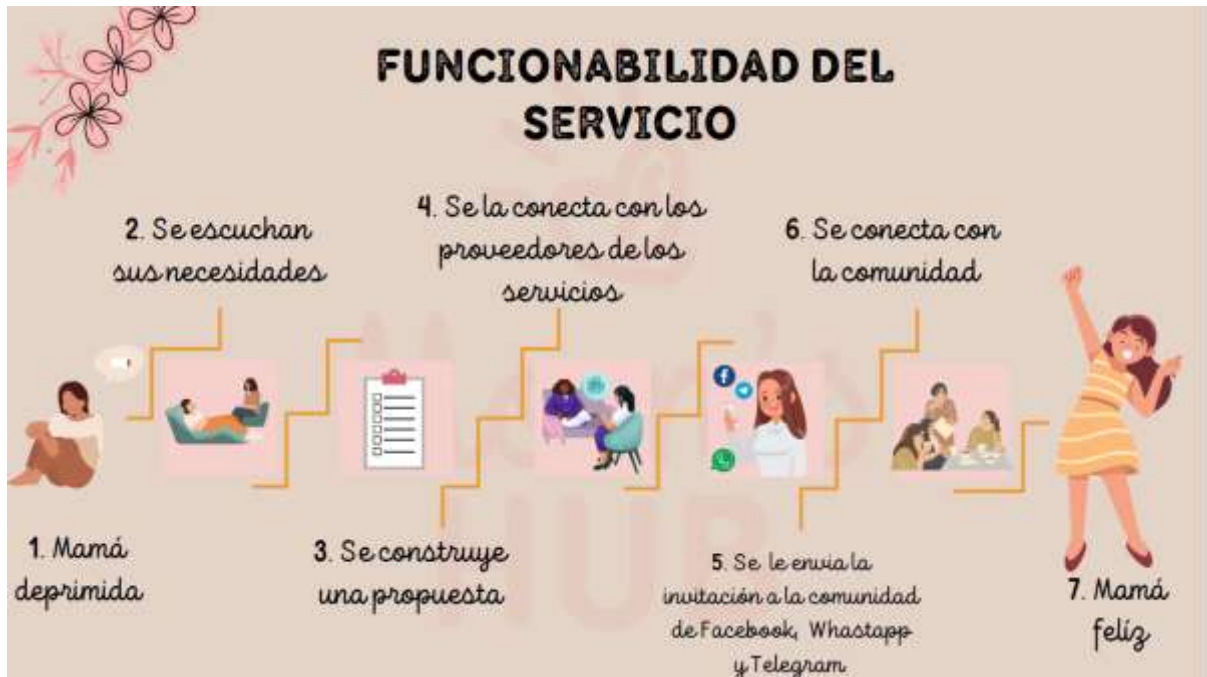 FUNCIONABILIDAD DEL
SERVICIO
1. Mamá
deprimida
2. Se escuchan
sus necesidades
3. Se construye
una propuesta
4. Se la conecta con los
proveedores de los
servicios
5. Se le envia la
invitación a la comunidad
de Facebook, Whastapp
y Telegram
6. Se conecta con
la comunidad
7. Mamá
felíz
Mom's
HUB